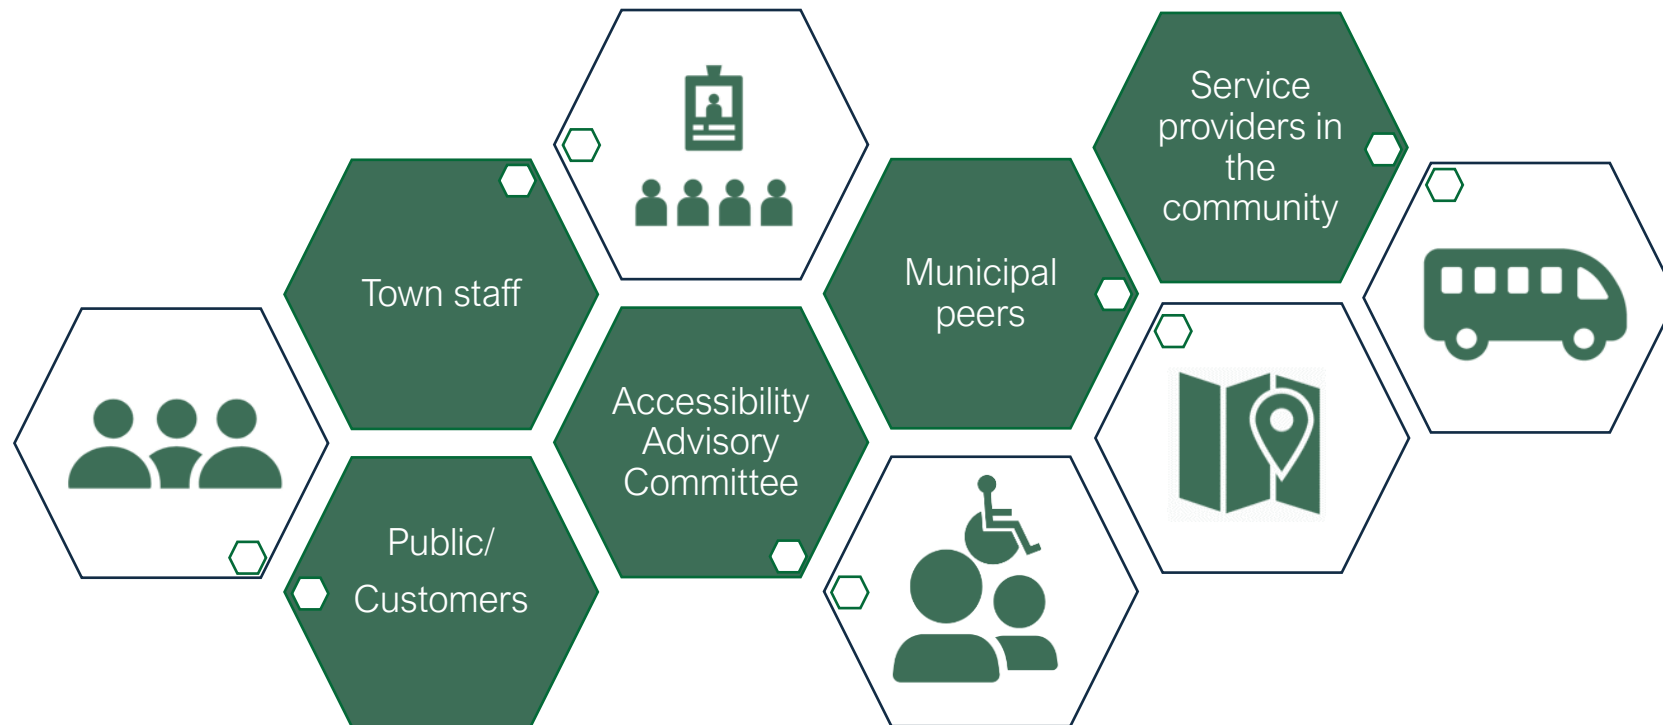 Town staff
Public/
Customers
Accessibility
Advisory
Committee
Municipal
peers
Service
providers in
the
community